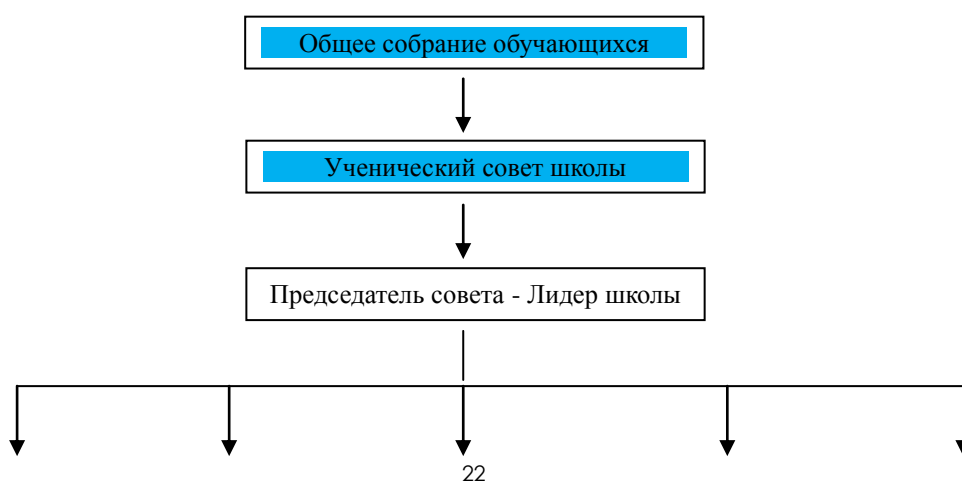 Общее собрание обучающихся
Ученический совет школы
Председатель совета - Лидер школы
22